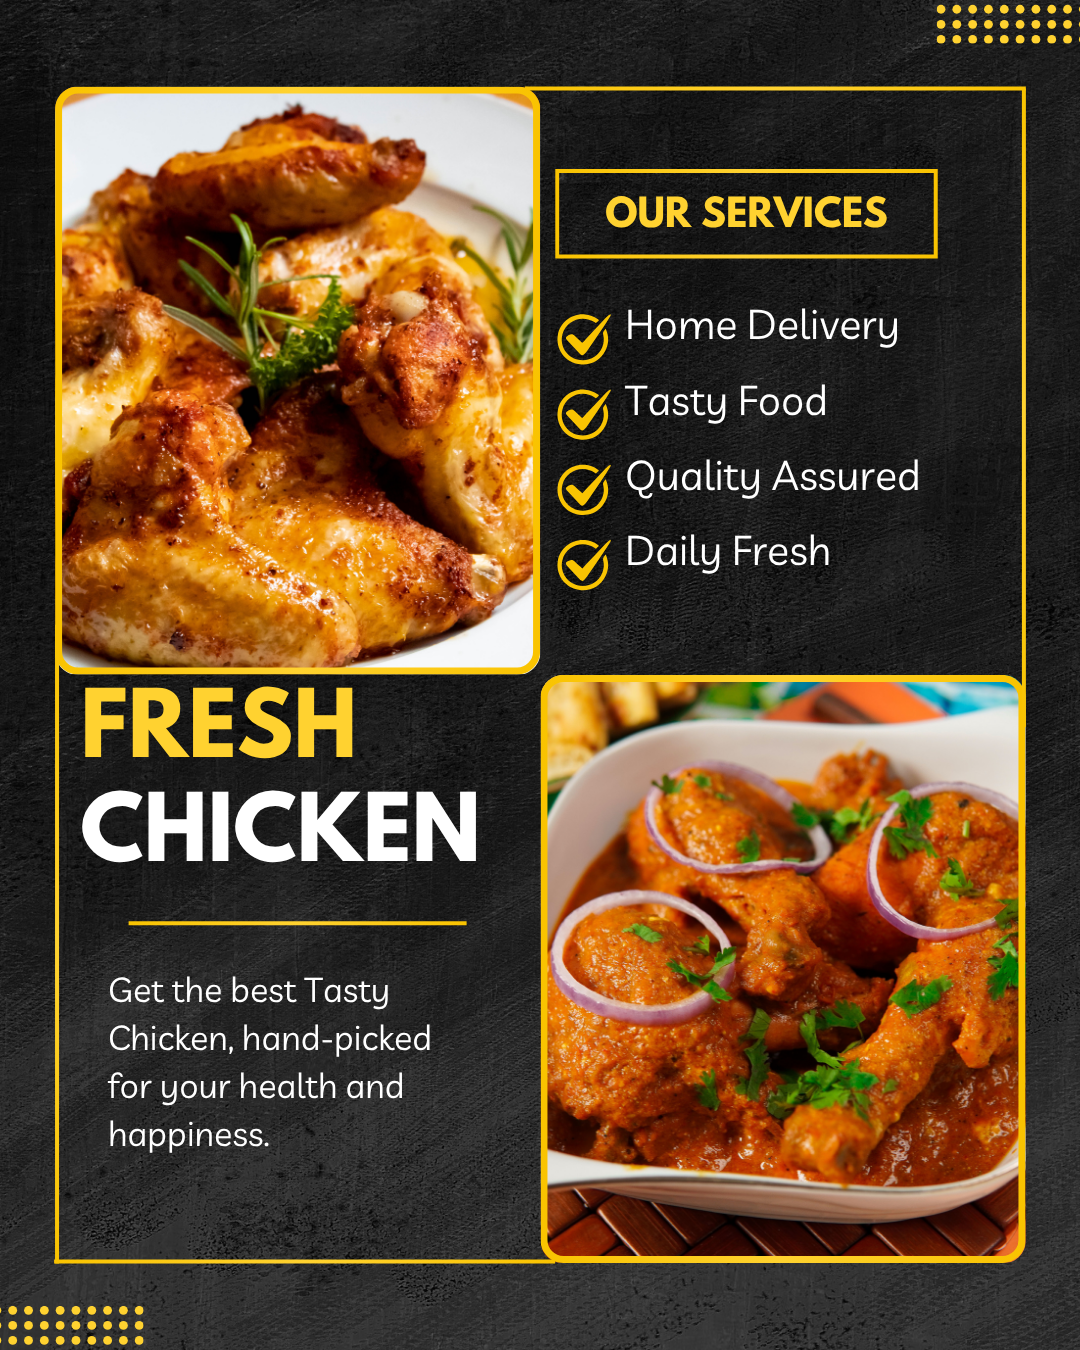 OUR SERVICES
Home Delivery
Tasty Food
Quality Assured
Daily Fresh
FRESH
CHICKEN
Get the best Tasty
Chicken, hand-picked
for your health and
happiness.